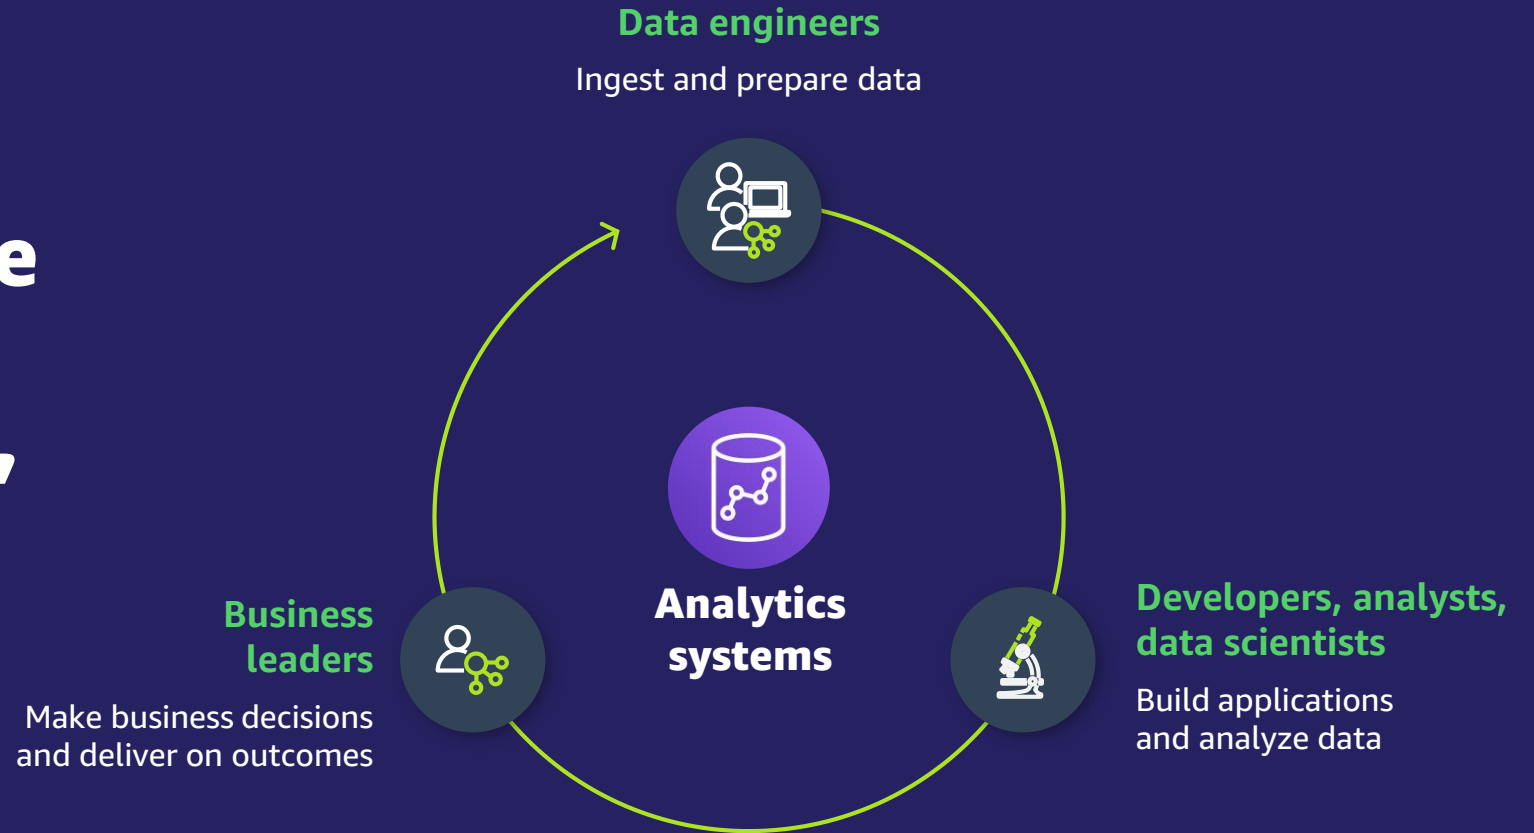 Data engineers
Ingest and prepare data
e
Analytics
systems
Business
leaders
Make business decisions
and deliver on outcomes
Developers, analysts,
data scientists
Build applications
and analyze data